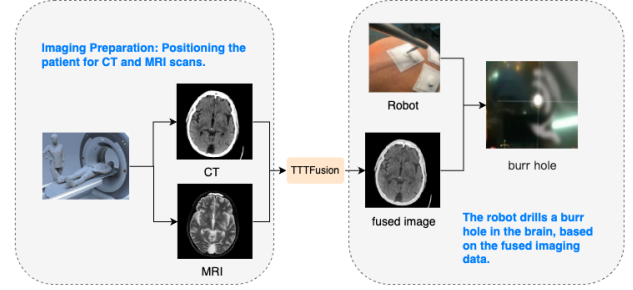 Imaging Preparation: Positioning the
patient for CT and MRI scans.
CT
MRI
TTTFusion
Robot
fused image
burr hole
The robot drills a burr
hole in the brain, based
on the fused imaging
data.